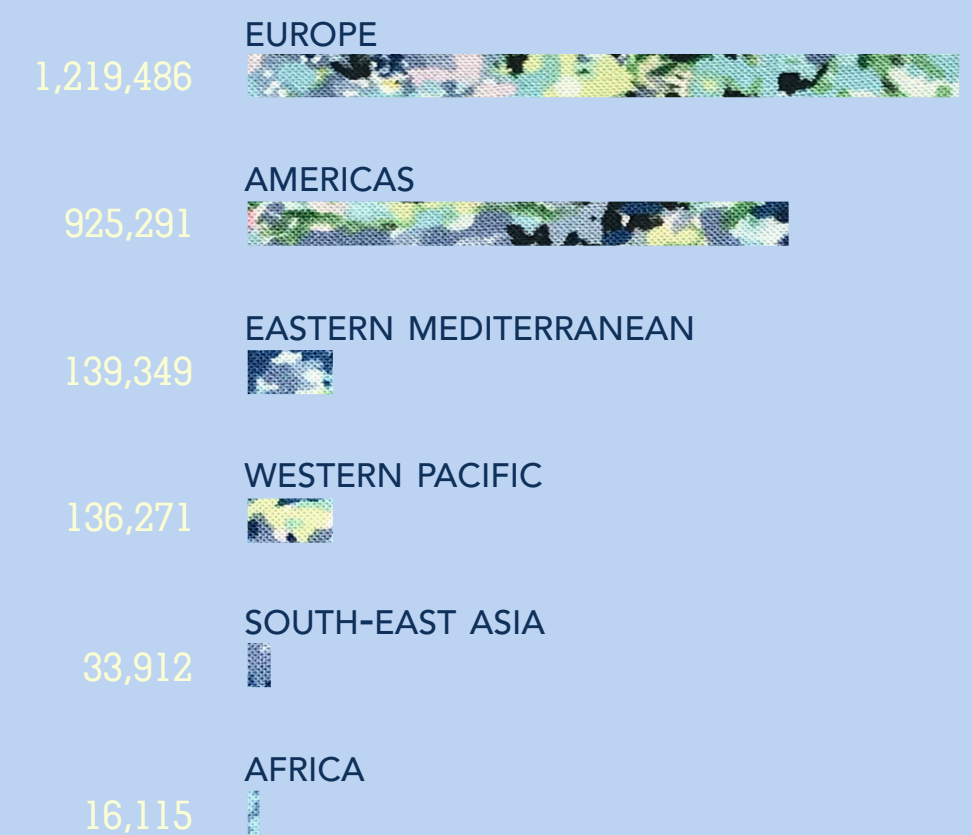 EUROPE
1,219,486
AMERICAS
925,291
EASTERN MEDITERRANEAN
139,349
WESTERN PACIFIC
136,271
SOUTH-EAST ASIA
33,912
AFRICA
16,115